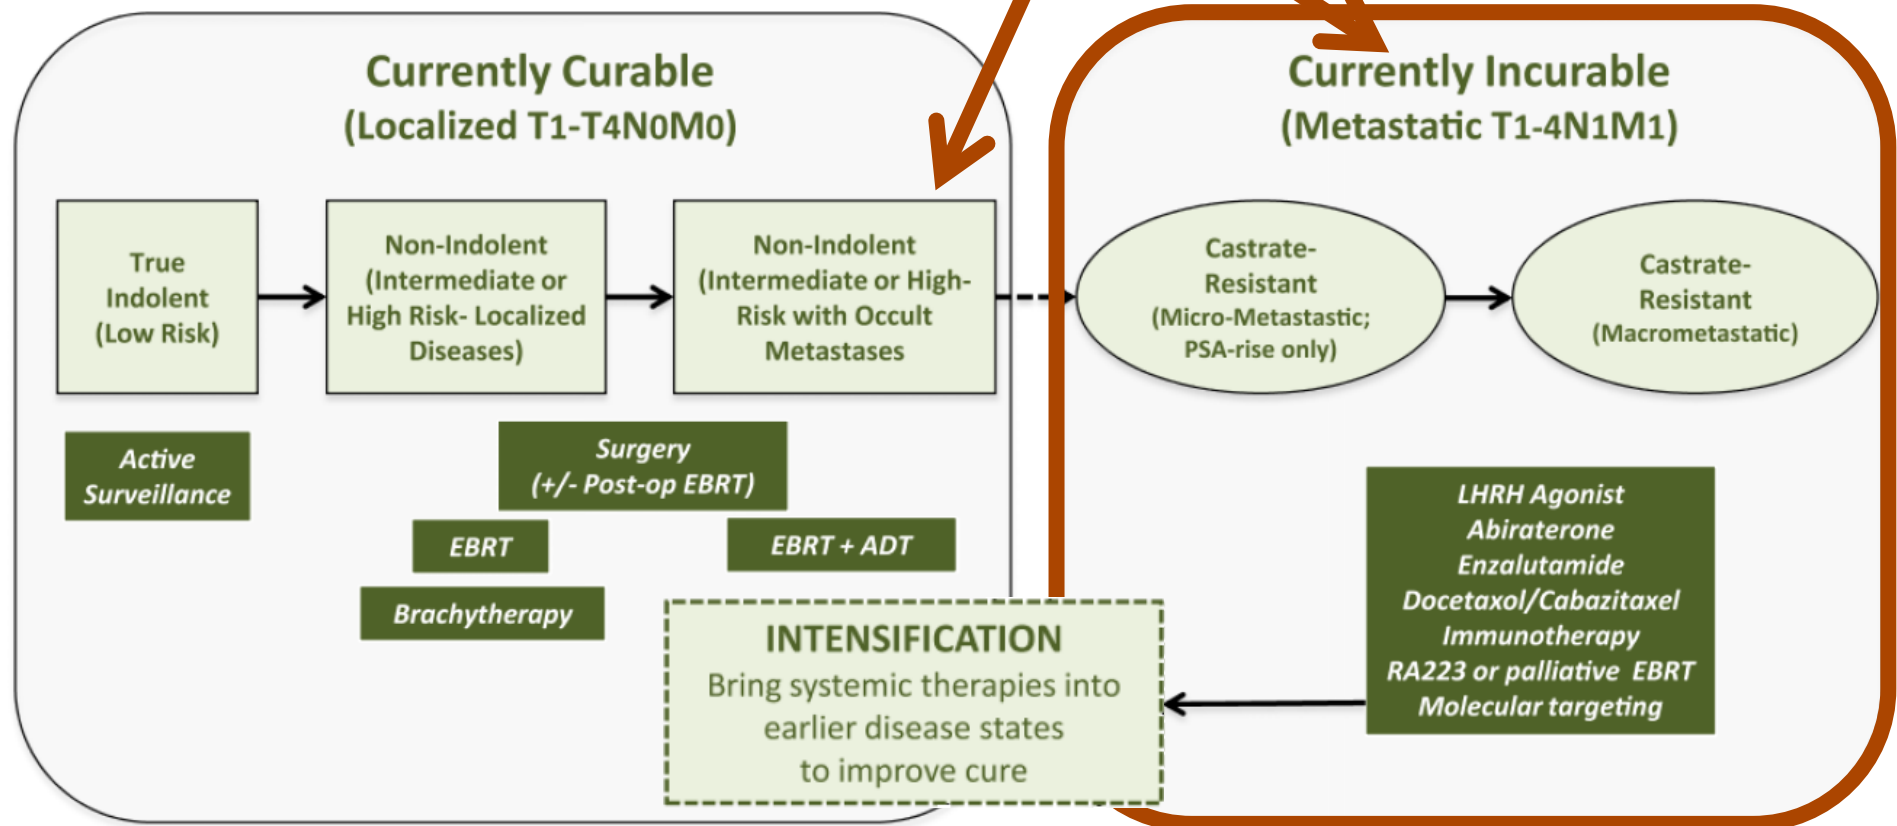 Currently Curable
(Localized T1-T4N0M0)
Currently Incurable
(Metastatic T1-4N1M1)
True
Indolent
(Low Risk)
Non-Indolent
(Intermediate or
High Risk- Localized
Diseases)
Non-Indolent
(Intermediate or High-
Risk with Occult
Metastases
Castrate-
Resistant
(Micro-Metastastic;
PSA-rise only)
Castrate-
Resistant
(Macrometastatic)
Active
Surveillance
Surgery
(+/- Post-op EBRT)
EBRT
EBRT + ADT
Brachytherapy
LHRH Agonist
Abiraterone
Enzalutamide
Docetaxol/Cabazitaxel
Immunotherapy
RA223 or palliative EBRT
Molecular targeting
INTENSIFICATION
Bring systemic therapies into
earlier disease states
to improve cure